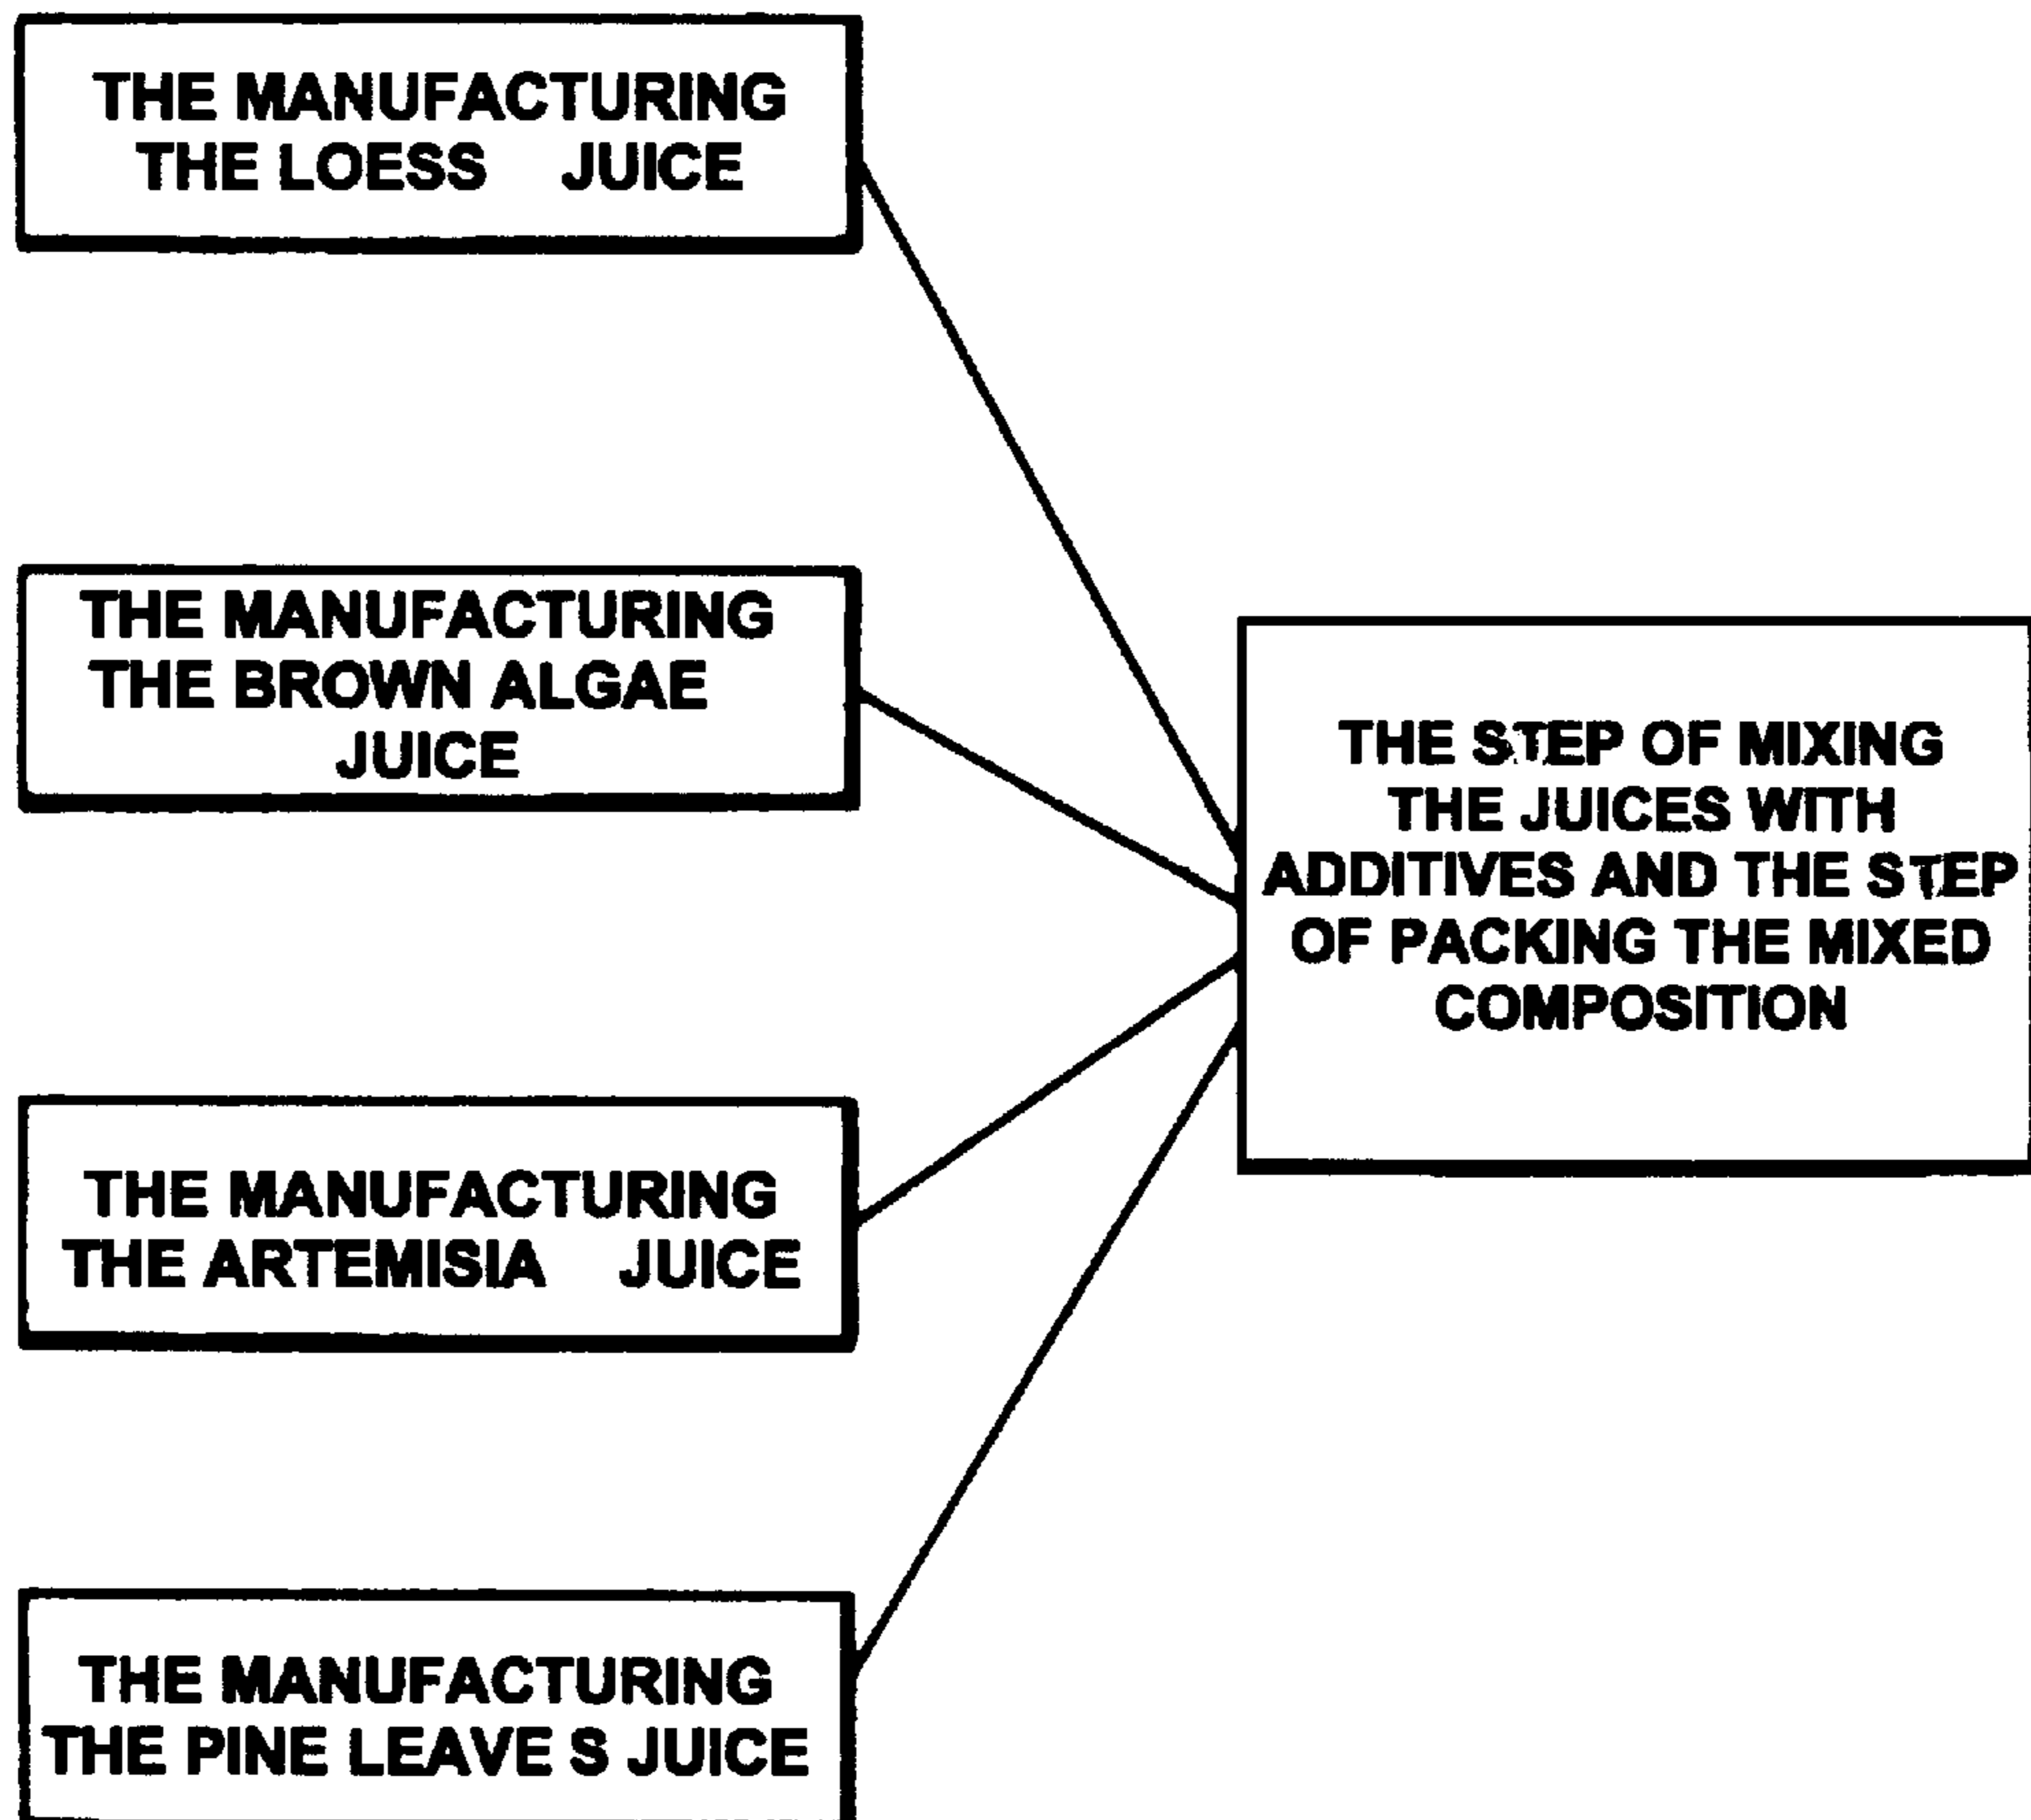 THE MANUFACTURING
THE LOESS JUICE
THE MANUFACTURING
THE BROWN ALGAE
JUICE
THE MANUFACTURING
THE ARTEMISIA JUICE
THE MANUFACTURING
THE PINE LEAVE S JUICE
THE STEP OF MIXING
THE JUICES WITH
ADDITIVES AND THE STEP
OF PACKING THE MIXED
COMPOSITION